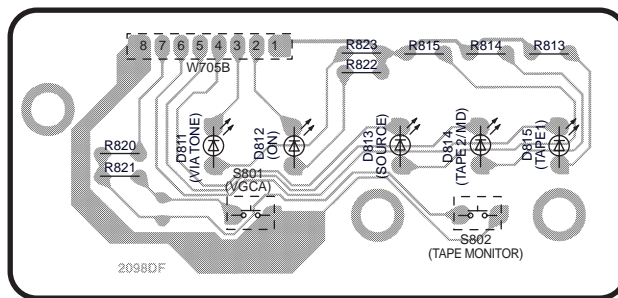 8 7 6 5 4 3 2 1
W705B
R823
R822
R815
R814
R813
R820
R821
D811
(VIA TONE)
D812
(ON)
D813
(SOURCE)
D814
(TAPE 2/MD)
D815
(TAPE1)
S801
(VGCA)
S802
(TAPE MONITOR)
2098DF